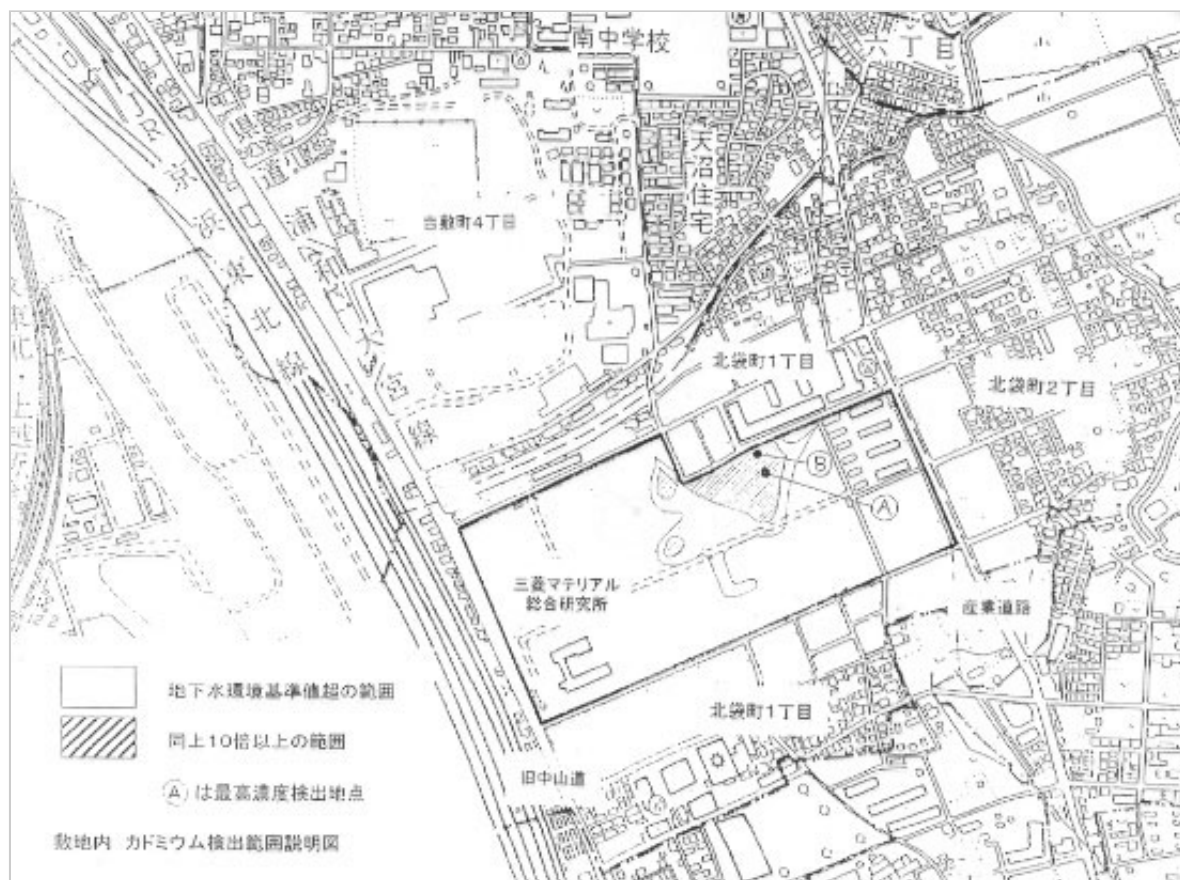 南中学校
六丁目
天沼住宅
JR京浜東北線
吉敷町4丁目
浦和大宮線
北袋町1丁目
北袋町2丁目
B
A
三菱マテリアル
総合研究所
産業道路
北袋町1丁目
旧中山道
地下水環境基準値超の範囲
同上10倍以上の範囲
Aは最高濃度検出地点
敷地内 カドミウム検出範囲説明図